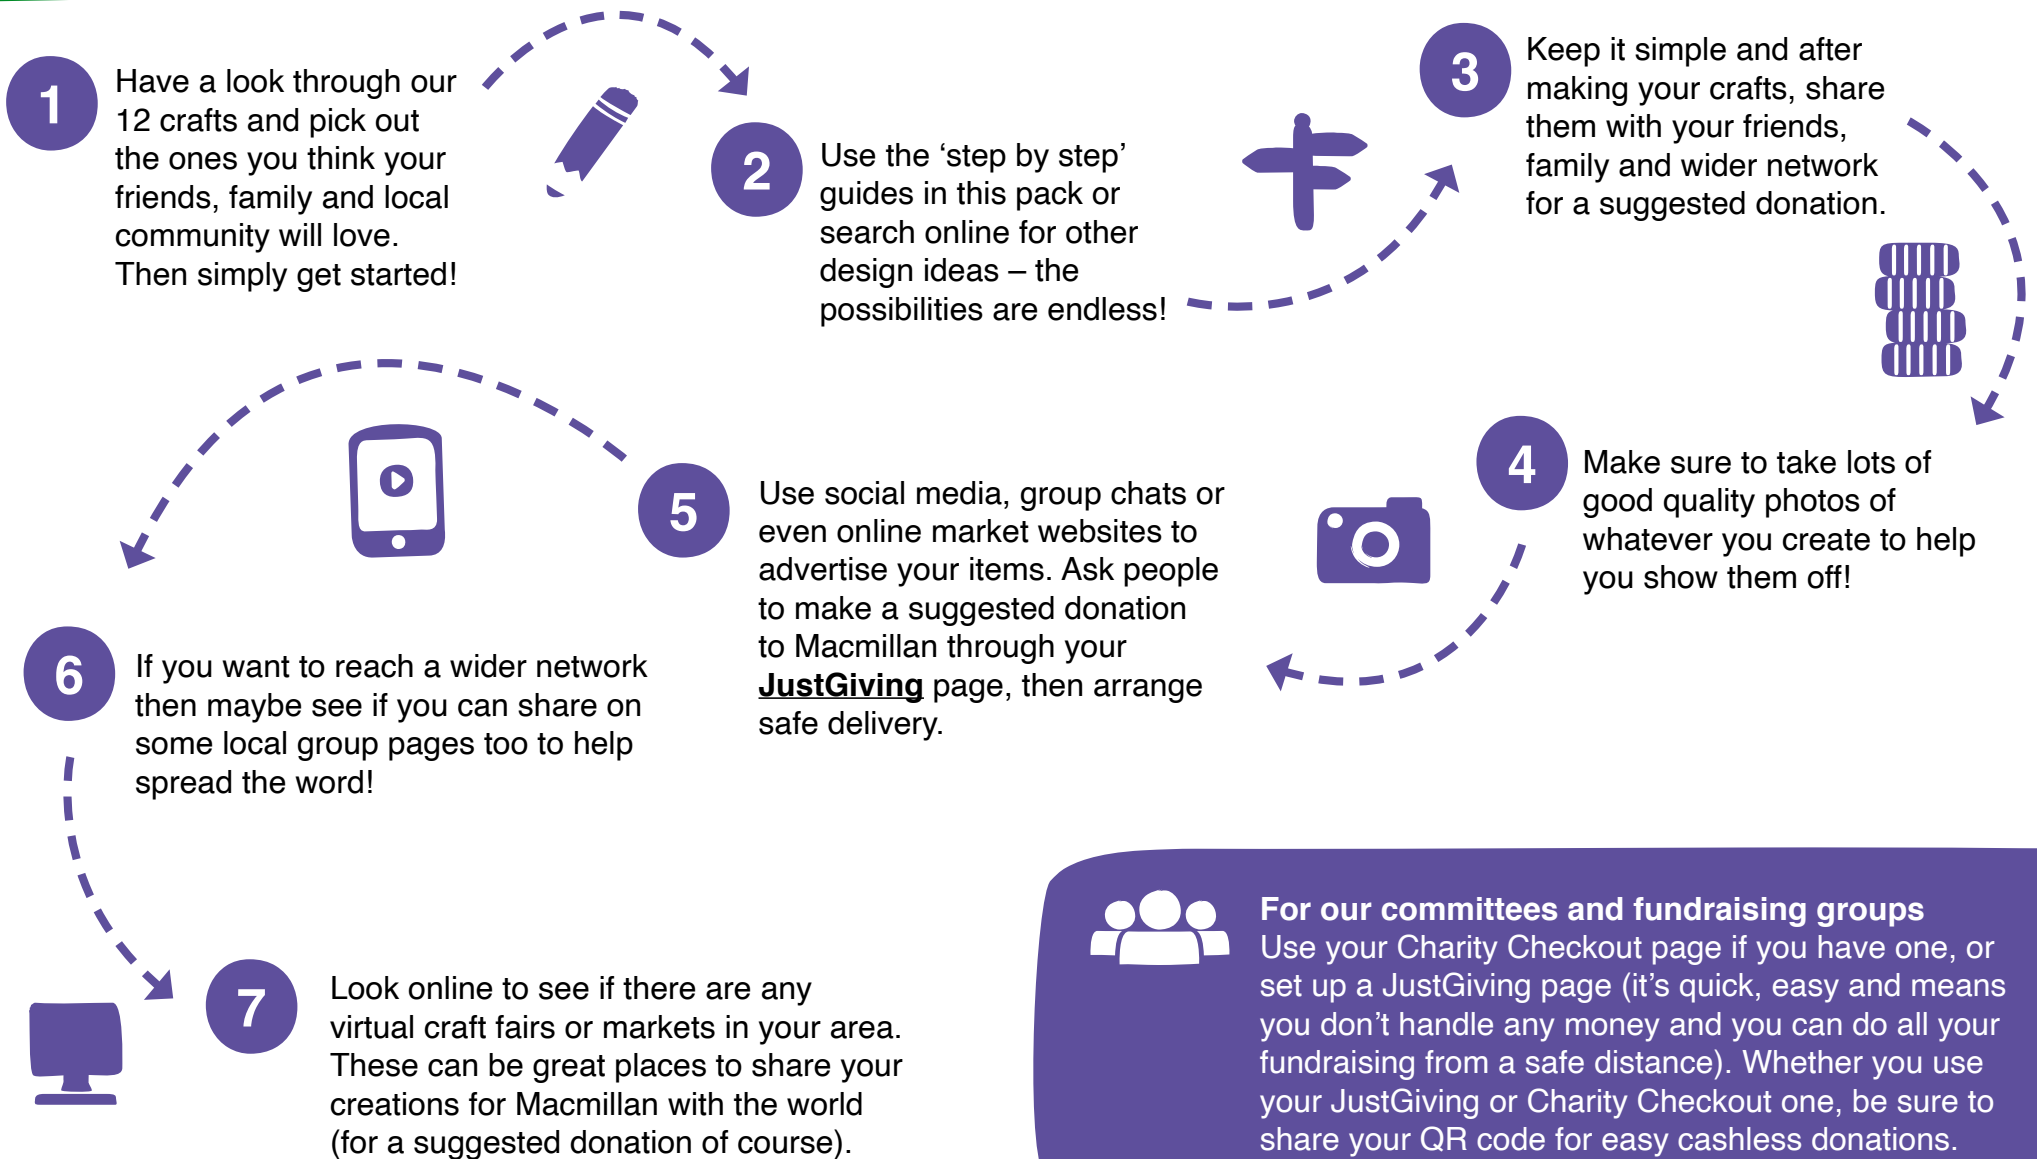 1
Have a look through our
12 crafts and pick out
the ones you think your
friends, family and local
community will love.
Then simply get started!
2
Use the ‘step by step’
guides in this pack or
search online for other
design ideas – the
possibilities are endless!
3
Keep it simple and after
making your crafts, share
them with your friends,
family and wider network
for a suggested donation.
4
Make sure to take lots of
good quality photos of
whatever you create to help
you show them off!
5
Use social media, group chats or
even online market websites to
advertise your items. Ask people
to make a suggested donation
to Macmillan through your
JustGiving page, then arrange
safe delivery.
6
If you want to reach a wider network
then maybe see if you can share on
some local group pages too to help
spread the word!
7
Look online to see if there are any
virtual craft fairs or markets in your area.
These can be great places to share your
creations for Macmillan with the world
(for a suggested donation of course).
For our committees and fundraising groups
Use your Charity Checkout page if you have one, or
set up a JustGiving page (it’s quick, easy and means
you don’t handle any money and you can do all your
fundraising from a safe distance). Whether you use
your JustGiving or Charity Checkout one, be sure to
share your QR code for easy cashless donations.